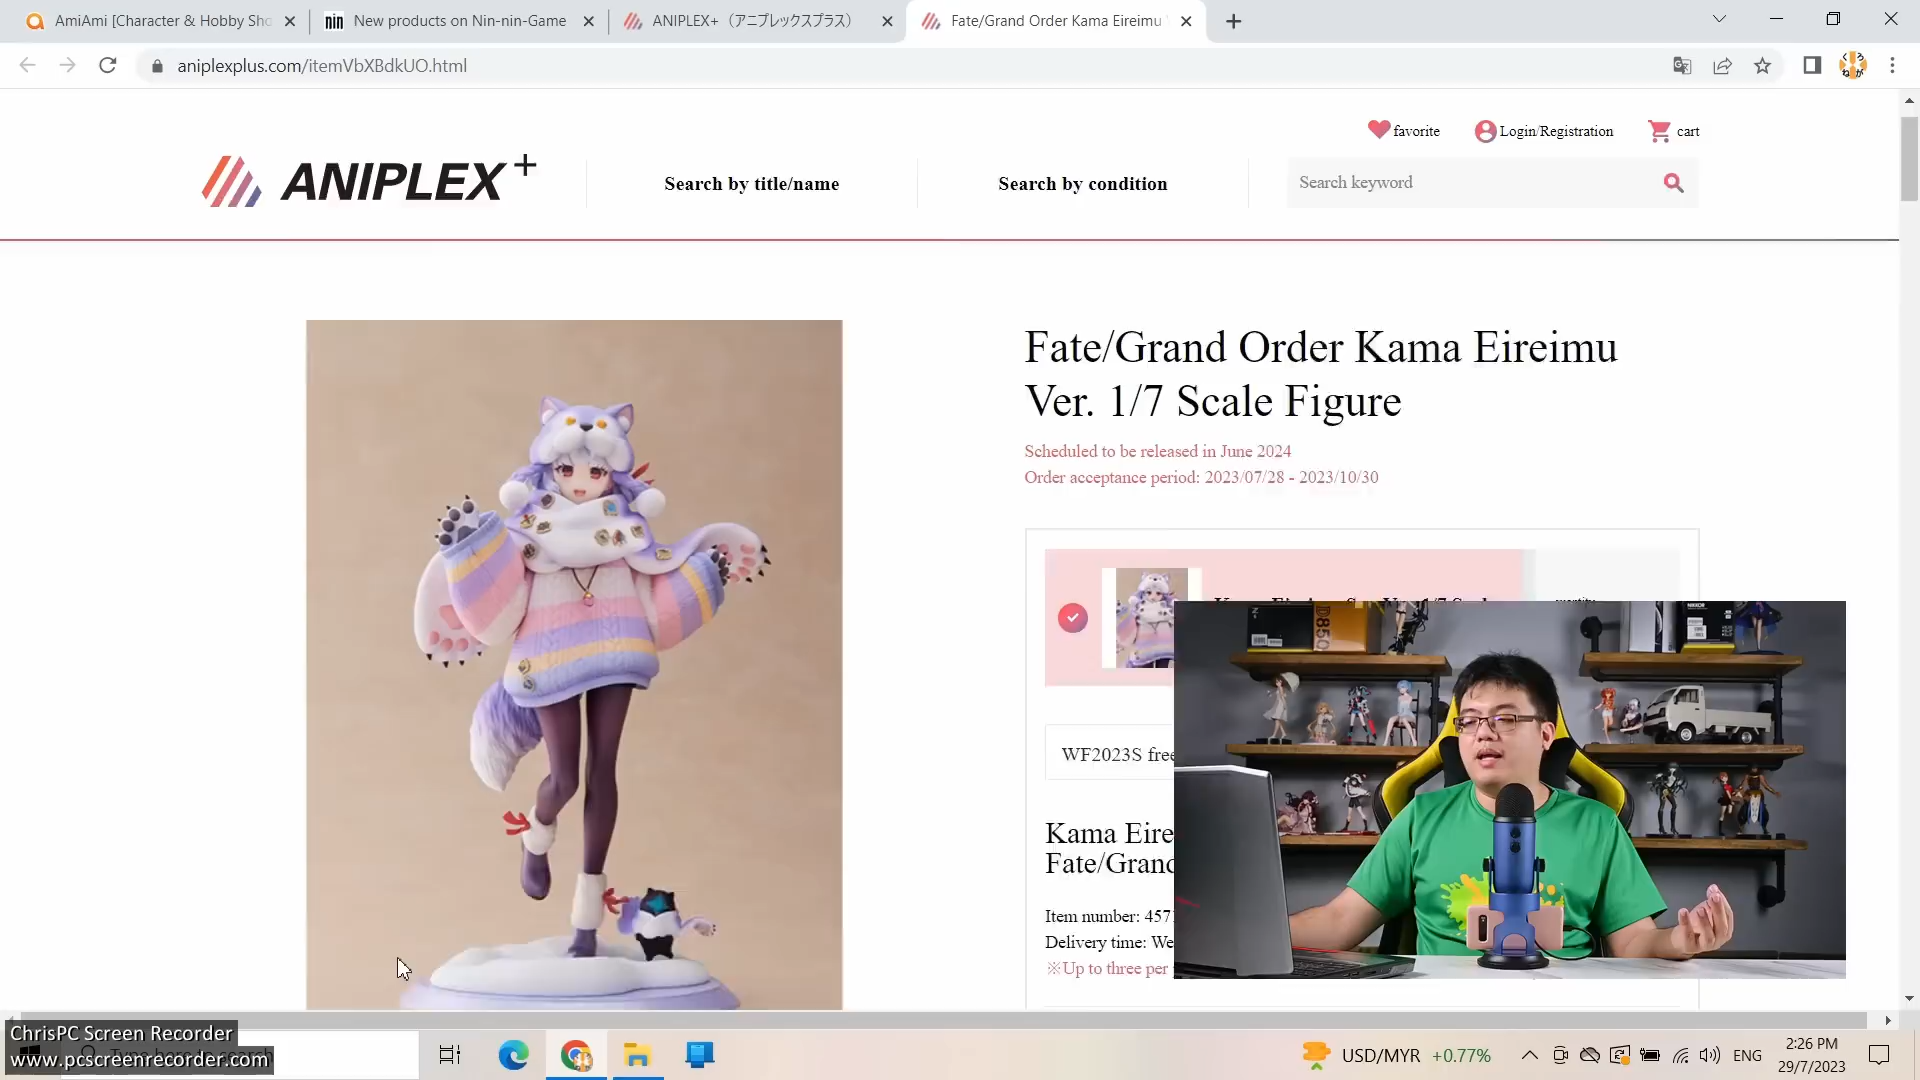 AmiAmi [Character & Hobby Sho
New products on Nin-nin-Game
ANIPLEX+（アニプレックスプラス）
Fate/Grand Order Kama Eireimu
nin
aniplexplus.com/itemVbXBdkUO.html
favorite
Login/Registration
cart
ANIPLEX+
Search by title/name
Search by condition
Search keyword
Fate/Grand Order Kama Eireimu
Ver. 1/7 Scale Figure
Scheduled to be released in June 2024
Order acceptance period: 2023/07/28 - 2023/10/30
WF2023S free
D850
Kama Eire
Fate/Grand
Item number: 457
Delivery time: We
※Up to three per
ChrisPC Screen Recorder
www.pcscreenrecorder.com
USD/MYR +0.77%
ENG
2:26 PM
29/7/2023